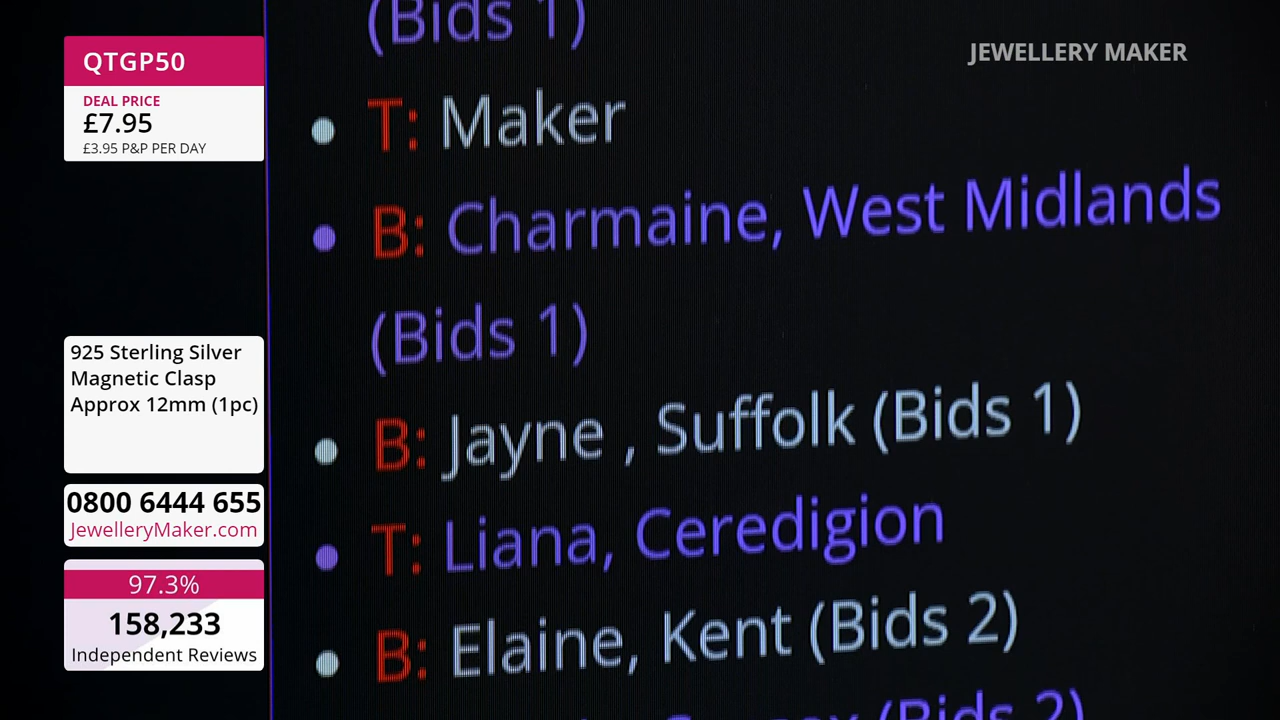 QTGP50
DEAL PRICE
£7.95
£3.95 P&P PER DAY
925 Sterling Silver
Magnetic Clasp
Approx 12mm (1pc)
0800 6444 655
JewelleryMaker.com
97.3%
158,233
Independent Reviews
JEWELLERY MAKER
(Bids 1)
• T: Maker
• B: Charmaine, West Midlands
(Bids 1)
• B: Jayne , Suffolk (Bids 1)
• T: Liana, Ceredigion
• B: Elaine, Kent (Bids 2)
(Bids 2)